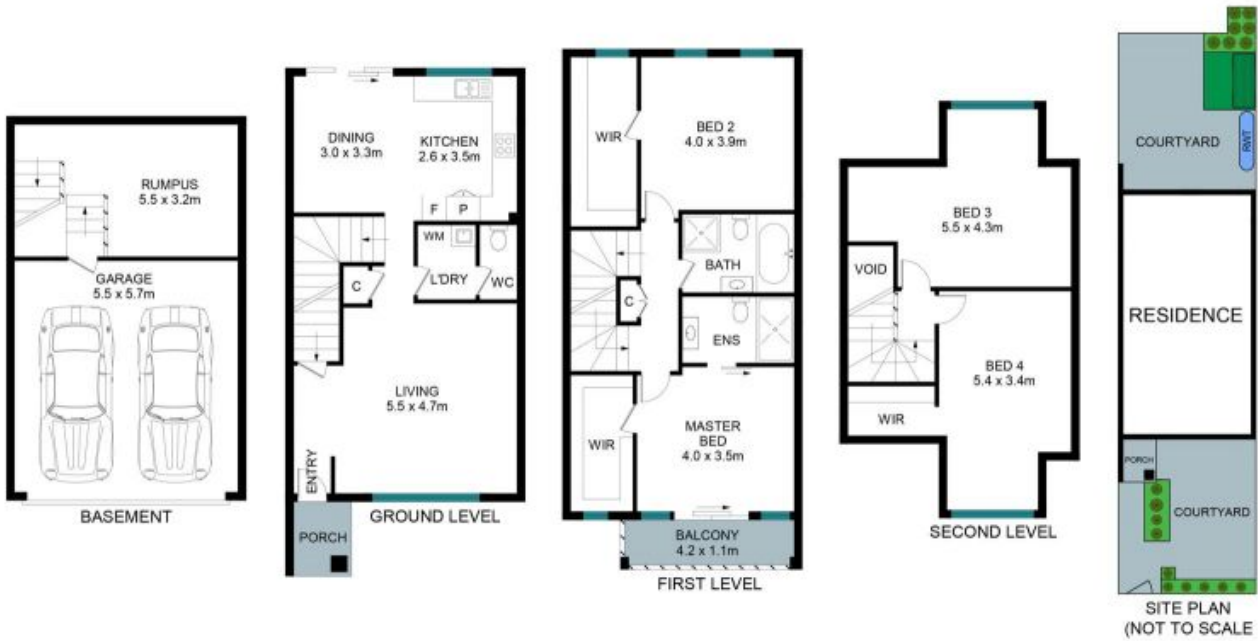 RUMPUS
5.5 x 3.2m
GARAGE
5.5 x 5.7m
BASEMENT
DINING
3.0 x 3.3m
KITCHEN
2.6 x 3.5m
F
P
WM
L'DRY
WC
C
LIVING
5.5 x 4.7m
ENTRY
PORCH
GROUND LEVEL
WIR
BED 2
4.0 x 3.9m
BATH
C
ENS
WIR
MASTER
BED
4.0 x 3.5m
BALCONY
4.2 x 1.1m
FIRST LEVEL
BED 3
5.5 x 4.3m
VOID
BED 4
5.4 x 3.4m
WIR
SECOND LEVEL
COURTYARD
RWT
RESIDENCE
PORCH
COURTYARD
SITE PLAN
(NOT TO SCALE